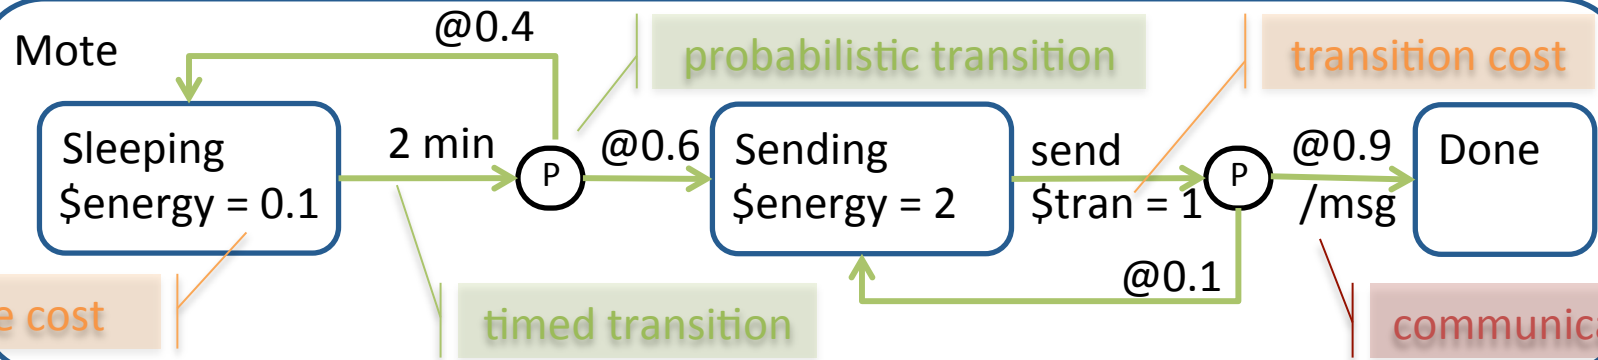 Mote
@0.4
probabilistic transition
transition cost
Sleeping
$energy = 0.1
2 min
P
@0.6
Sending
$energy = 2
send
$tran = 1
P
@0.9
/msg
Done
@0.1
cost
timed transition